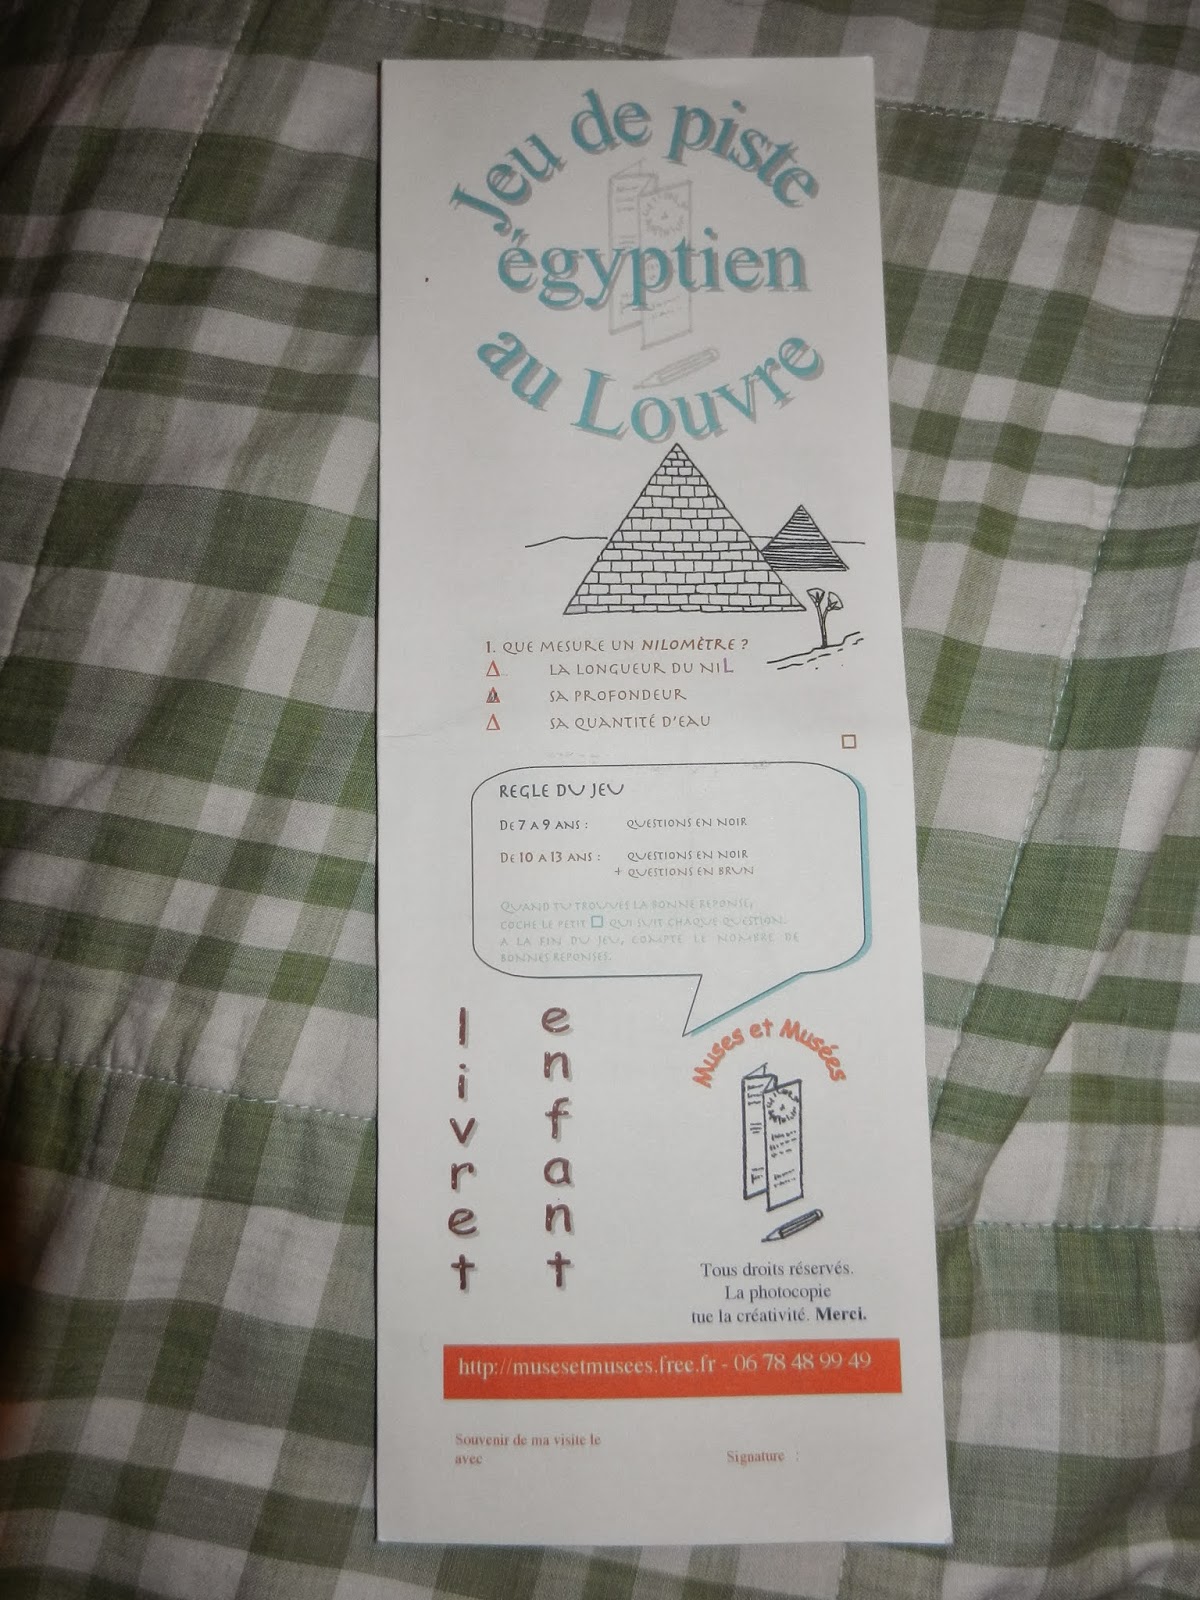 Jeu de piste
égyptien
au Louvre
1. QUE MESURE UN NILOMÈTRE ?
LA LONGUEUR DU NIL
SA PROFONDEUR
SA QUANTITÉ D'EAU
REGLE DU JEU
DE 7 A 9 ANS : QUESTIONS EN NOIR
DE 10 A 13 ANS : QUESTIONS EN NOIR
+ QUESTIONS EN BRUN
QUAND TU TROUVES LA BONNE REPONSE,
COCHE LE PETIT □ QUI SUIT CHAQUE QUESTION.
A LA FIN DU JEU, COMPTE LE NOMBRE DE
BONNES REPONSES.
livret
enfant
Muses et Musées
Tous droits réservés.
La photocopie
tue la créativité. Merci.
http://musesetmusees.free.fr - 06 78 48 99 49
Souvenir de ma visite le
avec
Signature :